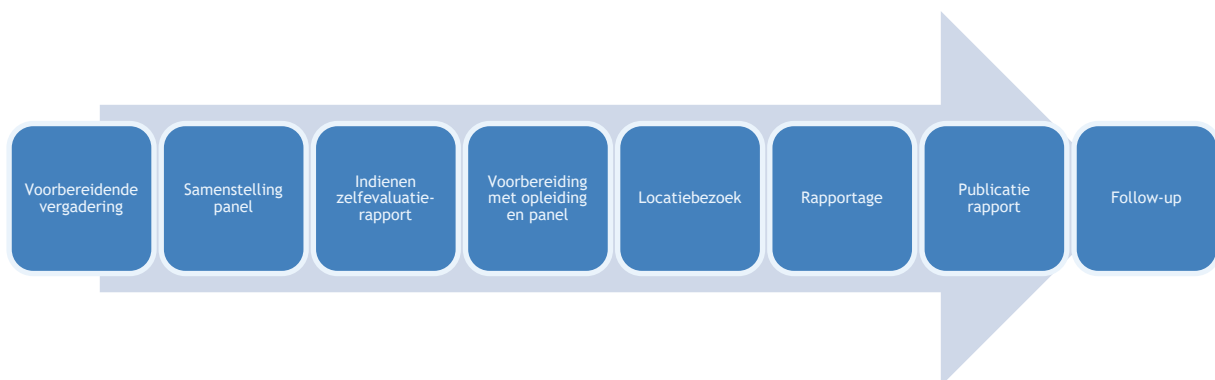 Voorbereidende
vergadering
Samenstelling
panel
Indienen
zelfevaluatie-
rapport
Voorbereiding
met opleiding
en panel
Locatiebezoek
Rapportage
Publicatie
rapport
Follow-up